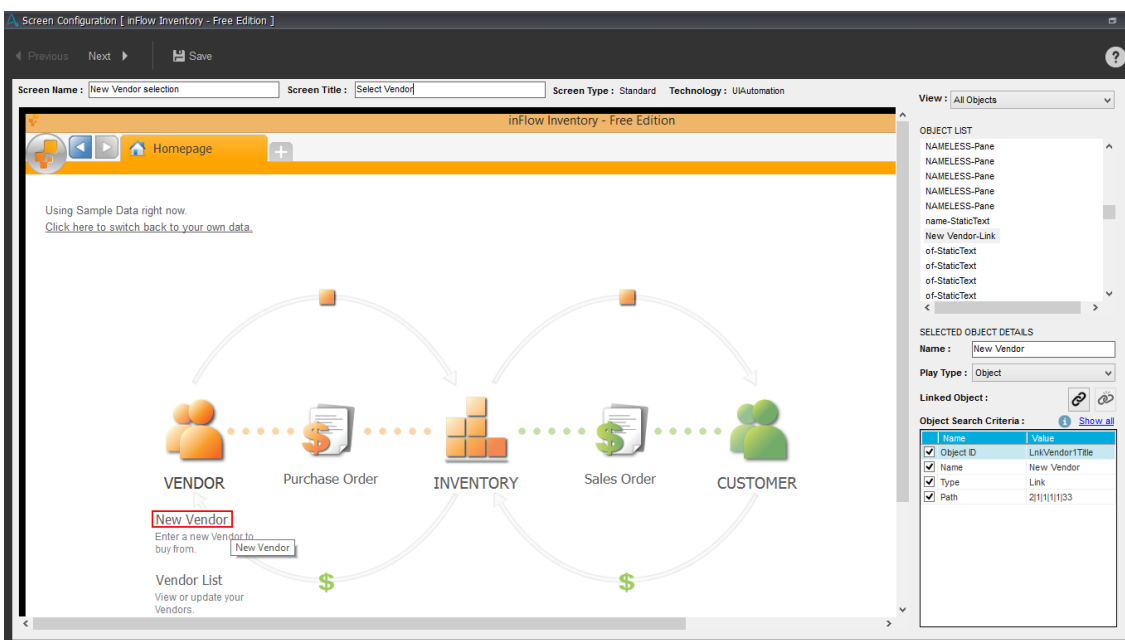 Screen Configuration [ inFlow Inventory - Free Edition ]
Previous Next Save
?
Screen Name : New Vendor selection Screen Title : Select Vendor Screen Type : Standard Technology : UIAutomation
inFlow Inventory - Free Edition
Homepage
Using Sample Data right now.
Click here to switch back to your own data.
VENDOR
Purchase Order
INVENTORY
Sales Order
CUSTOMER
New Vendor
Enter a new Vendor to
buy from.
New Vendor
Vendor List
View or update your
Vendors.
View : All Objects
OBJECT LIST
NAMELESS-Pane
NAMELESS-Pane
NAMELESS-Pane
NAMELESS-Pane
NAMELESS-Pane
name-StaticText
New Vendor-Link
of-StaticText
of-StaticText
of-StaticText
of-StaticText
SELECTED OBJECT DETAILS
Name : New Vendor
Play Type : Object
Linked Object :
Object Search Criteria : Show all
Name Value
Object ID LnkVendor1Title
Name New Vendor
Type Link
Path 2|1|1|1|1|33